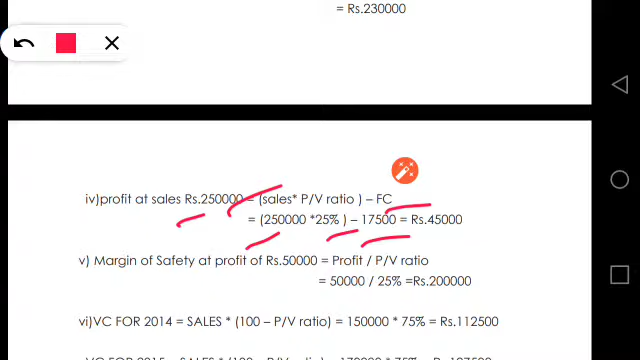 = Rs.230000
iv)profit at sales Rs.250000 = (sales* P/V ratio ) – FC
= (250000 *25% ) – 17500 = Rs.45000
v) Margin of Safety at profit of Rs.50000 = Profit / P/V ratio
= 50000 / 25% =Rs.200000
vi)VC FOR 2014 = SALES * (100 – P/V ratio) = 150000 * 75% = Rs.112500